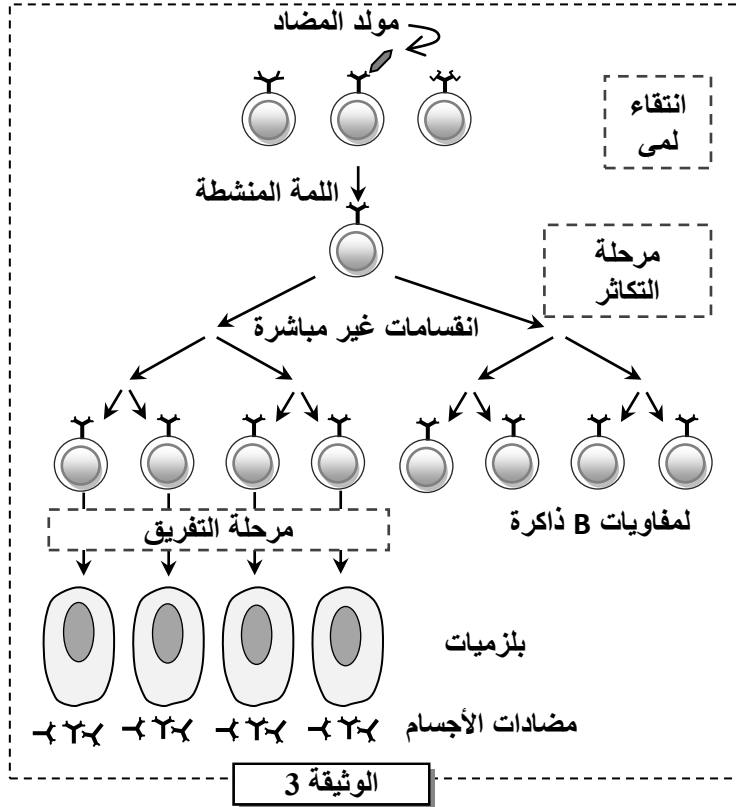 مولد المضاد
انتقاء
لمى
اللمة المنشطة
مرحلة
التكاثر
انقسامات غير مباشرة
لمفاويات B ذاكرة
مرحلة التفريق
بلزميات
مضادات الأجسام
الوثيقة 3